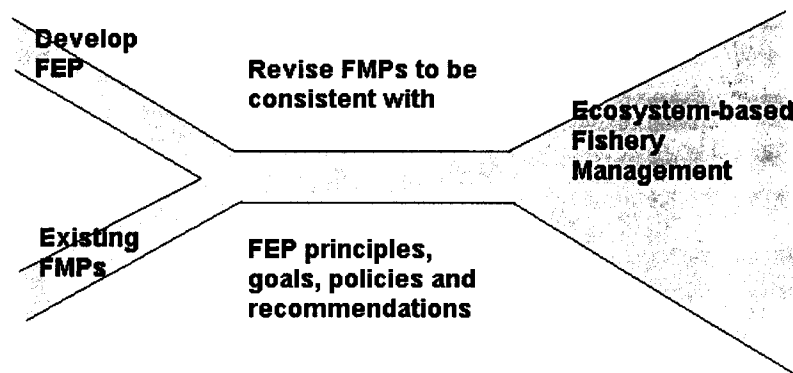 Develop
FEP
Revise FMPs to be
consistent with
Ecosystem-based
Fishery
Management
Existing
FMPs
FEP principles,
goals, policies and
recommendations